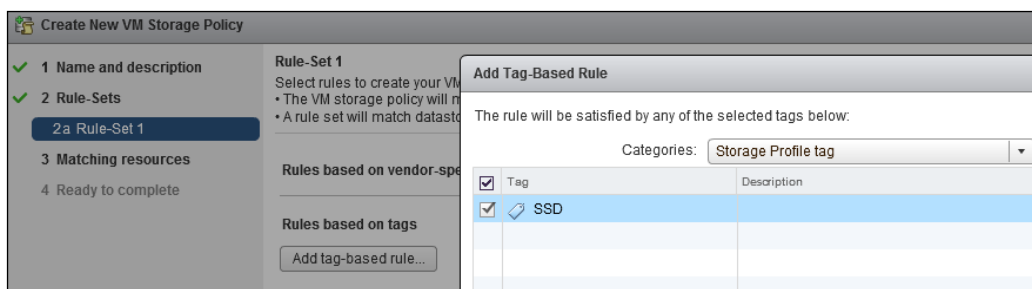 Create New VM Storage Policy
1 Name and description
2 Rule-Sets
2a Rule-Set 1
3 Matching resources
4 Ready to complete
Rule-Set 1
Select rules to create your VM
• The VM storage policy will m
• A rule set will match datasto
Rules based on vendor-spe
Rules based on tags
Add tag-based rule...
Add Tag-Based Rule
The rule will be satisfied by any of the selected tags below:
Categories: Storage Profile tag
Tag Description
SSD